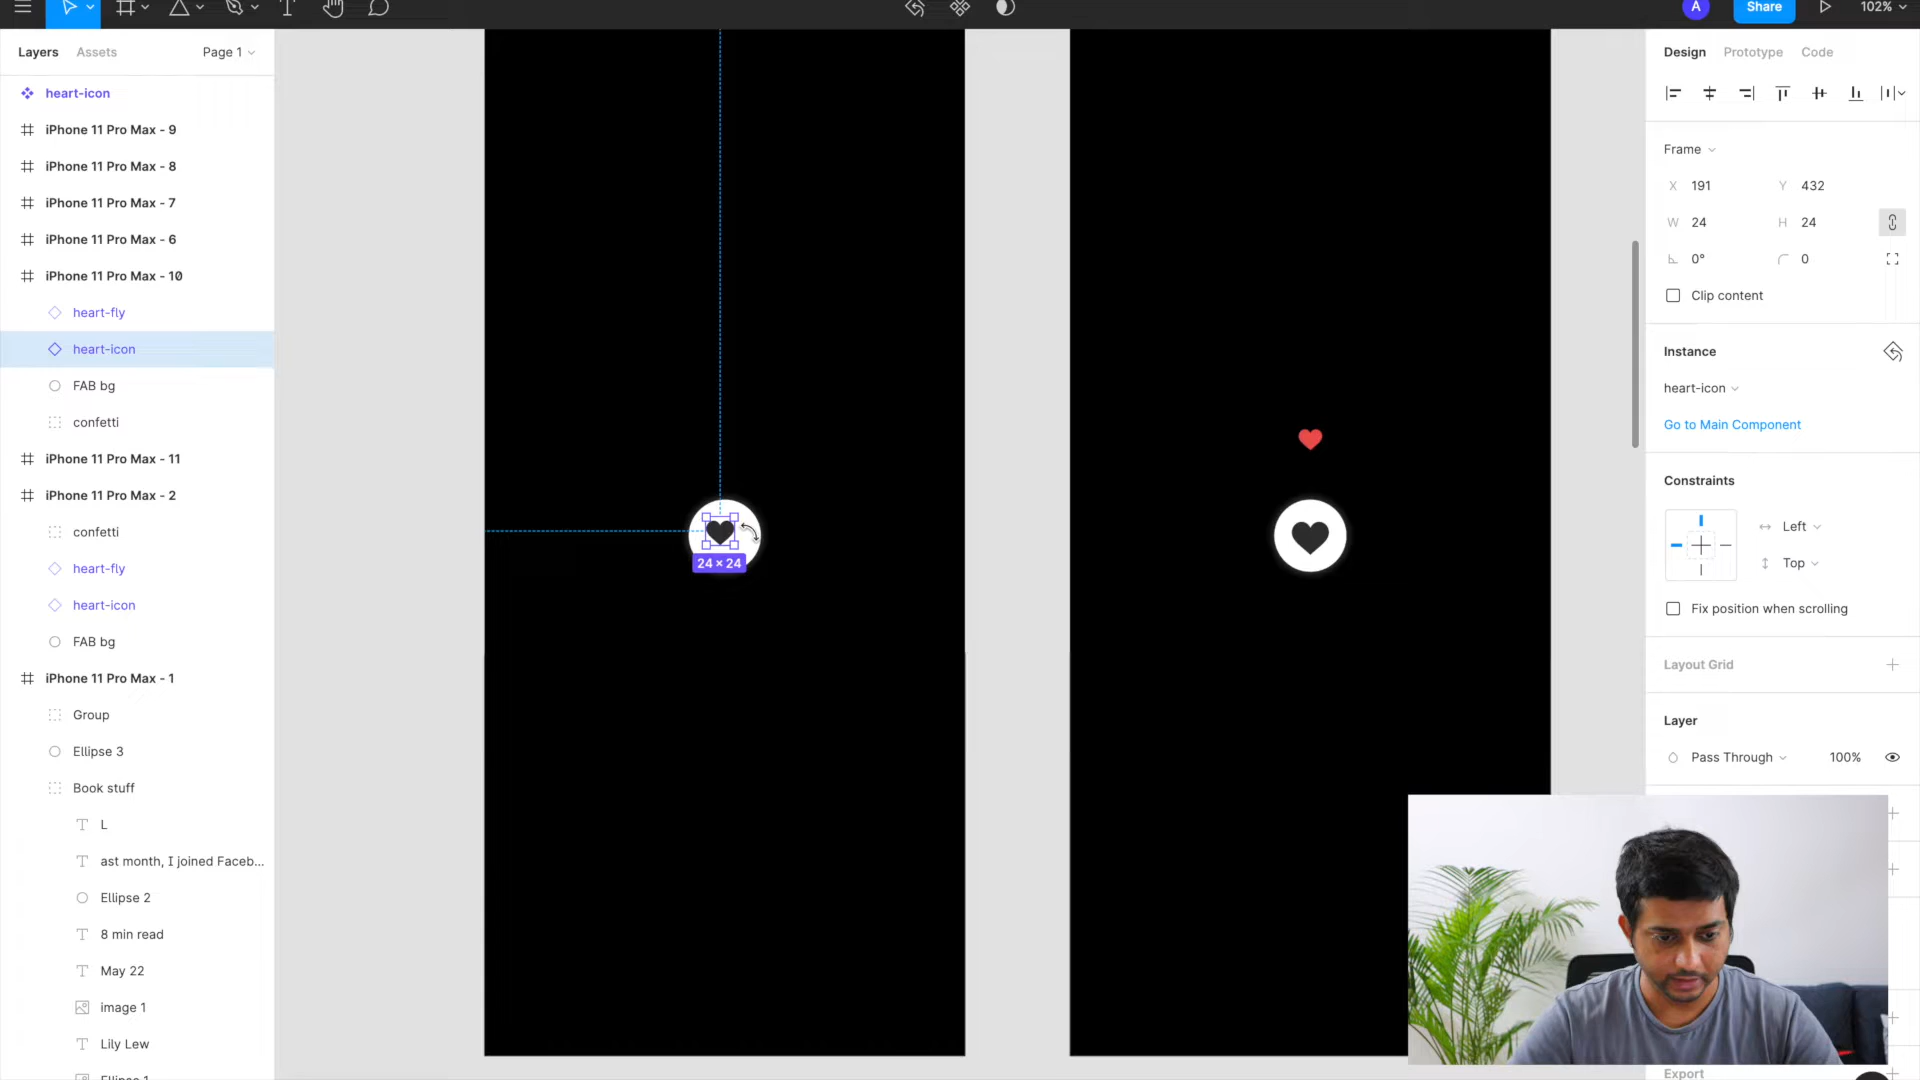 A
Share
102%
Layers
Assets
Page 1
heart-icon
iPhone 11 Pro Max - 9
iPhone 11 Pro Max - 8
iPhone 11 Pro Max - 7
iPhone 11 Pro Max - 6
iPhone 11 Pro Max - 10
heart-fly
heart-icon
FAB bg
confetti
iPhone 11 Pro Max - 11
iPhone 11 Pro Max - 2
confetti
heart-fly
heart-icon
FAB bg
iPhone 11 Pro Max - 1
Group
Ellipse 3
Book stuff
L
ast month, I joined Faceb...
Ellipse 2
8 min read
May 22
image 1
Lily Lew
Ellipse 1
24 × 24
Design
Prototype
Code
Frame
X 191
Y 432
W 24
H 24
0°
0
Clip content
Instance
heart-icon
Go to Main Component
Constraints
Left
Top
Fix position when scrolling
Layout Grid
Layer
Pass Through
100%
Export